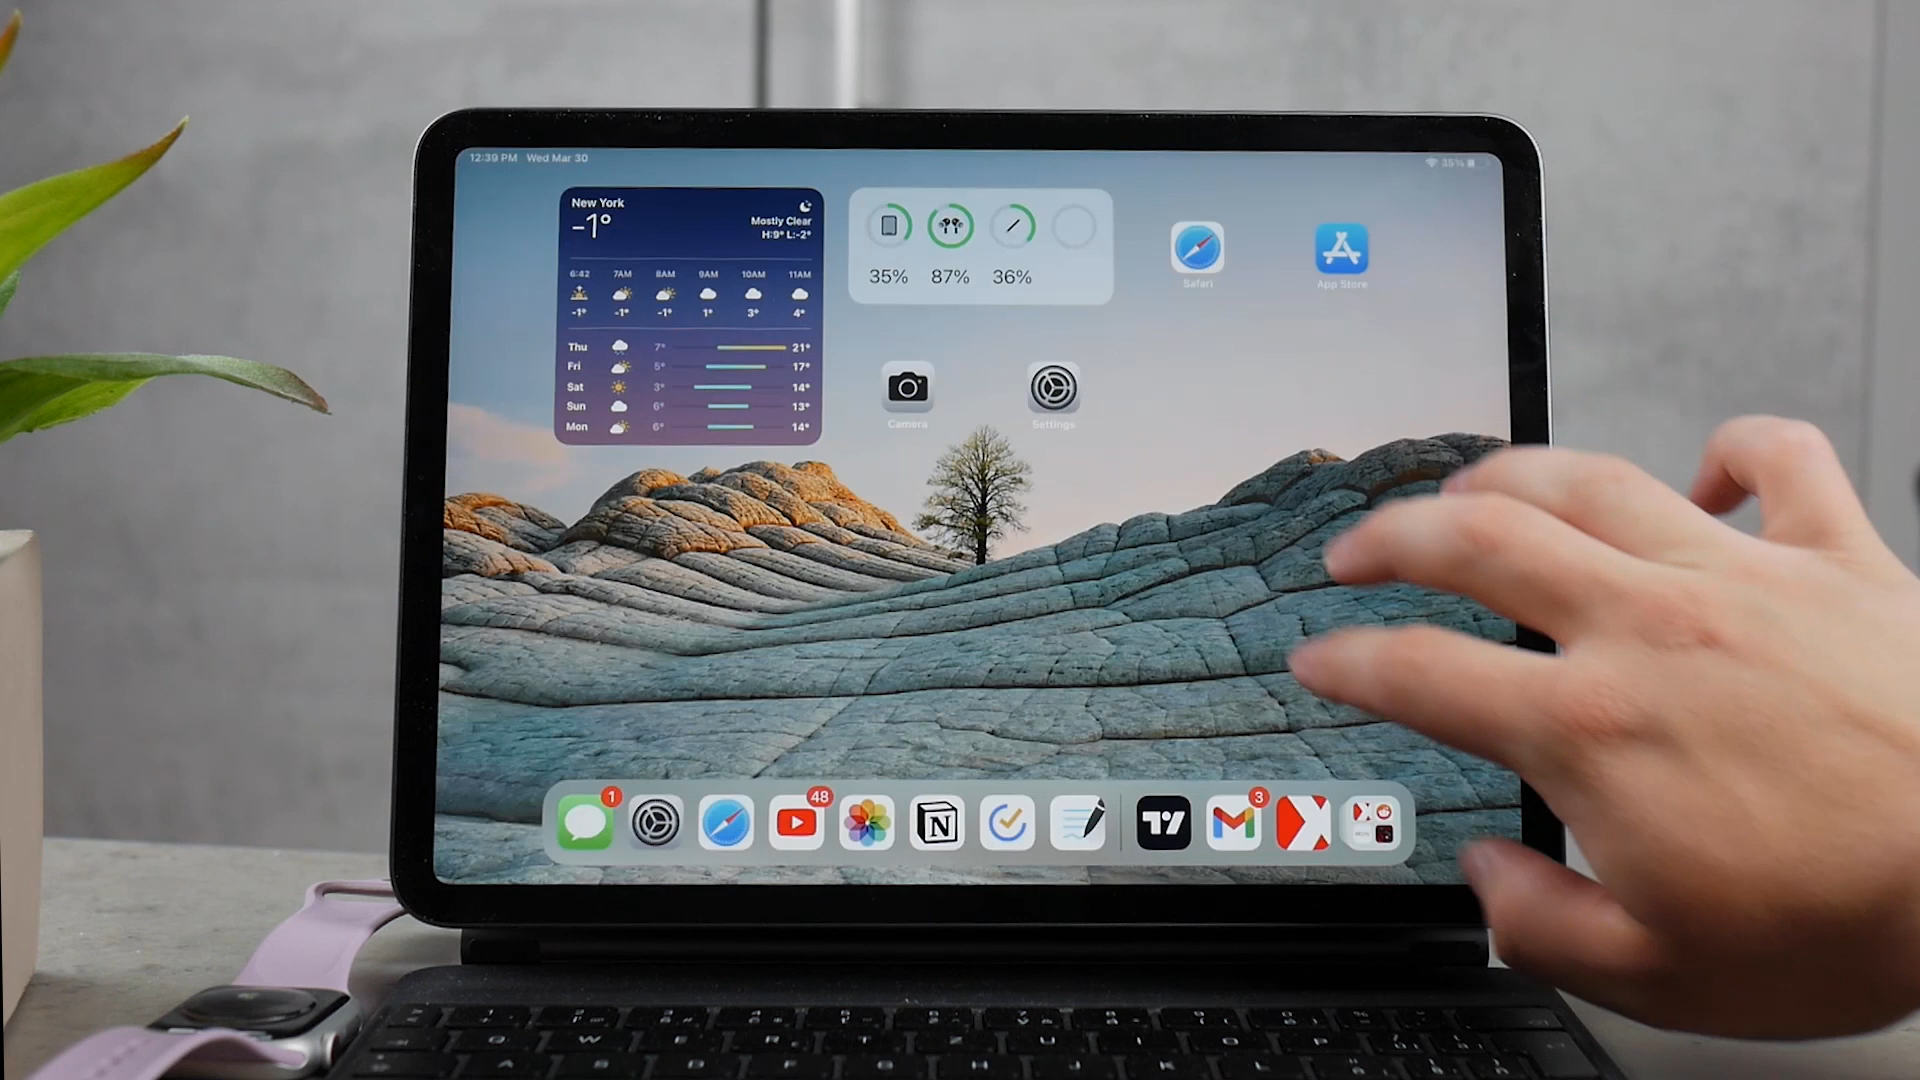 12:39 PM Wed Mar 30
35%
New York
-1°
Mostly Clear
H:9° L:-2°
6:42 7AM 8AM 9AM 10AM 11AM
-1° -1° -1° 1° 3° 4°
Thu 7° 21°
Fri 5° 17°
Sat 3° 14°
Sun 6° 13°
Mon 6° 14°
35% 87% 36%
Safari
App Store
Camera
Settings
1
48
3
N
Q W E R T Y U I O P
A S D F G H J K